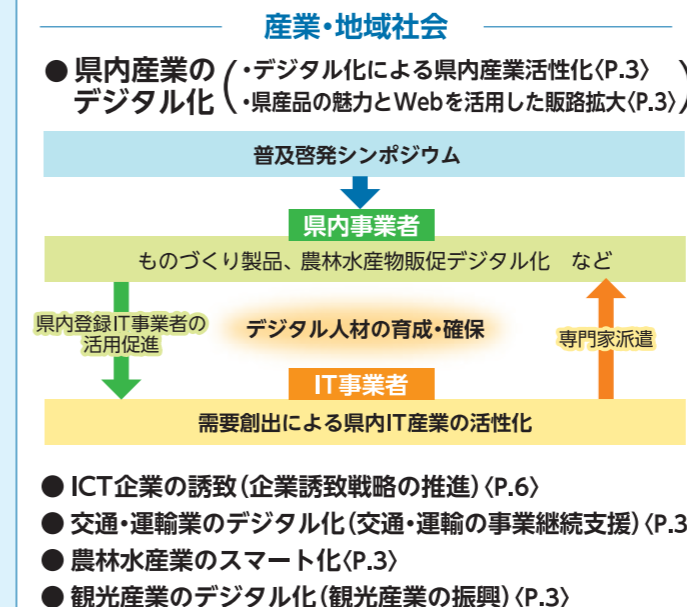 産業・地域社会
● 県内産業の
デジタル化
・デジタル化による県内産業活性化〈P.3〉
・県産品の魅力とWebを活用した販路拡大〈P.3〉
普及啓発シンポジウム
県内事業者
ものづくり製品、農林水産物販促デジタル化　など
県内登録IT事業者の
活用促進
デジタル人材の育成・確保
専門家派遣
IT事業者
需要創出による県内IT産業の活性化
● ICT企業の誘致(企業誘致戦略の推進)〈P.6〉
● 交通・運輸業のデジタル化(交通・運輸の事業継続支援)〈P.3
● 農林水産業のスマート化〈P.3〉
● 観光産業のデジタル化(観光産業の振興)〈P.3〉